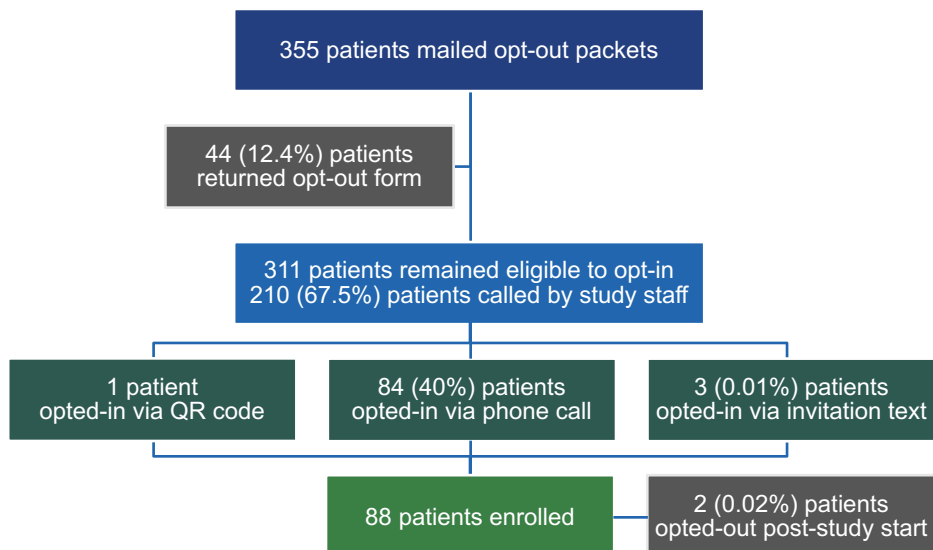 355 patients mailed opt-out packets
44 (12.4%) patients
returned opt-out form
311 patients remained eligible to opt-in
210 (67.5%) patients called by study staff
1 patient
opted-in via QR code
84 (40%) patients
opted-in via phone call
3 (0.01%) patients
opted-in via invitation text
88 patients enrolled
2 (0.02%) patients
opted-out post-study start